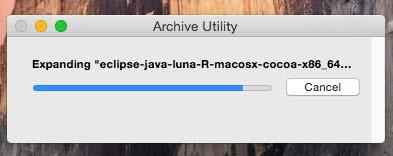 Archive Utility
Expanding "eclipse-java-luna-R-macosx-cocoa-x86_64...
Cancel